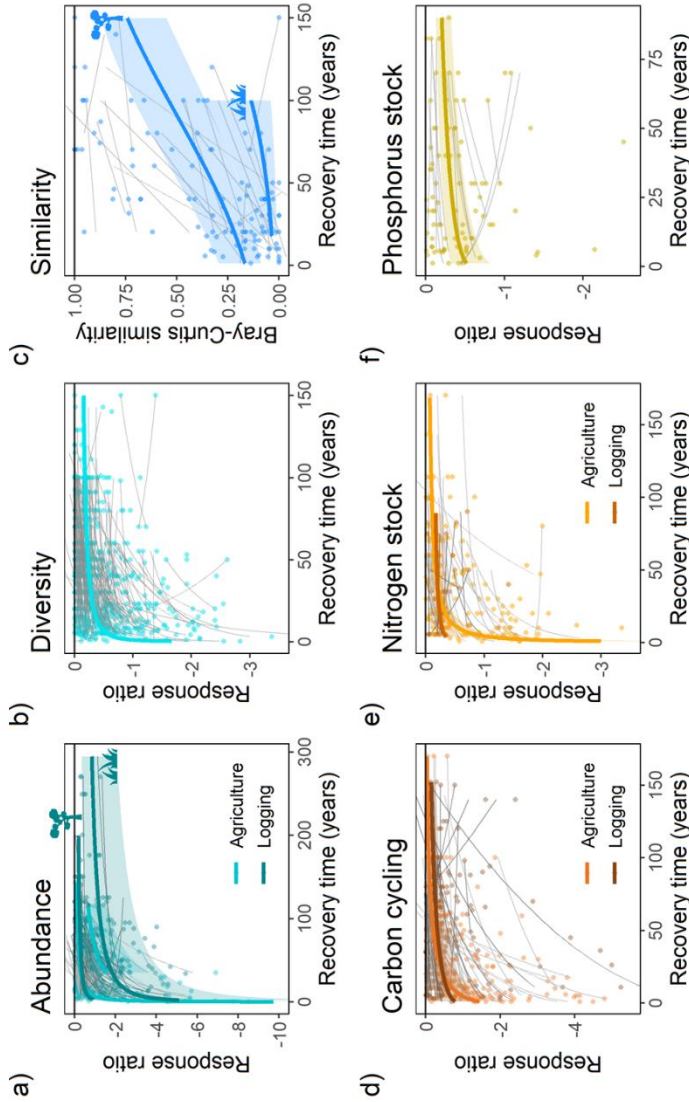 a)
Abundance
Response ratio
0
-2
-4
-6
-8
-10
Agriculture
Logging
0
100
200
300
Recovery time (years)
b)
Diversity
Response ratio
0
-1
-2
-3
0
50
100
150
Recovery time (years)
c)
Similarity
Bray-Curtis similarity
1.00
0.75
0.50
0.25
0.00
0
50
100
150
Recovery time (years)
d)
Carbon cycling
Response ratio
0
-2
-4
Agriculture
Logging
0
50
100
150
Recovery time (years)
e)
Nitrogen stock
Response ratio
0
-1
-2
-3
Agriculture
Logging
0
50
100
150
Recovery time (years)
f)
Phosphorus stock
Response ratio
0
-1
-2
0
25
50
75
Recovery time (years)